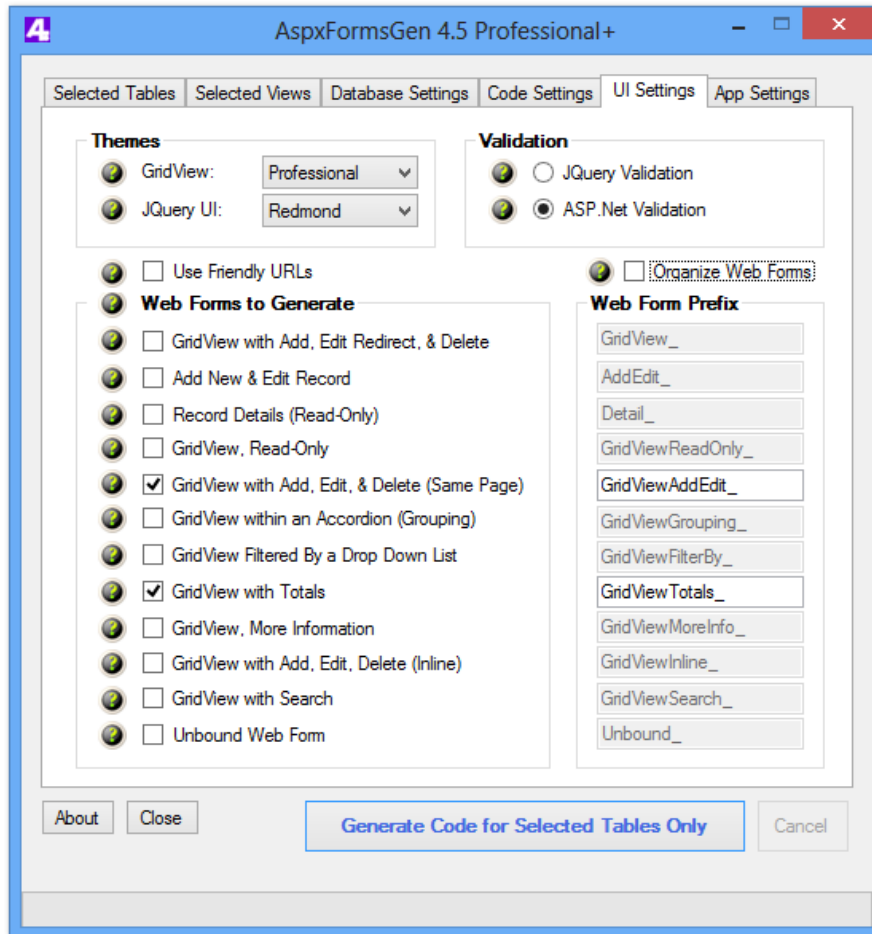 4
AspxFormsGen 4.5 Professional+
Selected Tables Selected Views Database Settings Code Settings UI Settings App Settings
Themes
GridView: Professional
JQuery UI: Redmond
Validation
JQuery Validation
ASP.Net Validation
Use Friendly URLs
Organize Web Forms
Web Forms to Generate
Web Form Prefix
GridView with Add, Edit Redirect, & Delete
GridView_
Add New & Edit Record
AddEdit_
Record Details (Read-Only)
Detail_
GridView, Read-Only
GridViewReadOnly_
GridView with Add, Edit, & Delete (Same Page)
GridViewAddEdit_
GridView within an Accordion (Grouping)
GridViewGrouping_
GridView Filtered By a Drop Down List
GridViewFilterBy_
GridView with Totals
GridViewTotals_
GridView, More Information
GridViewMoreInfo_
GridView with Add, Edit, Delete (Inline)
GridViewInline_
GridView with Search
GridViewSearch_
Unbound Web Form
Unbound_
About Close Generate Code for Selected Tables Only Cancel